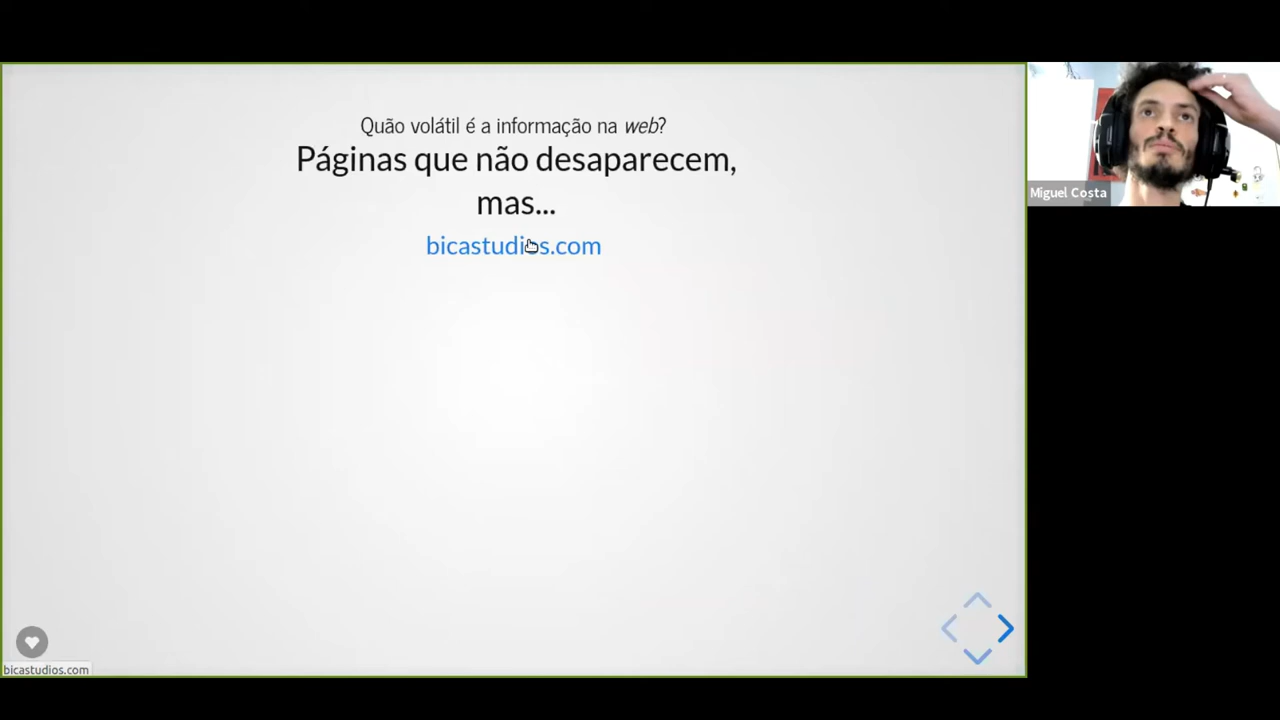 Quão volátil é a informação na web?
Páginas que não desaparecem,
mas...
bicastudios.com
Miguel Costa
bicastudios.com